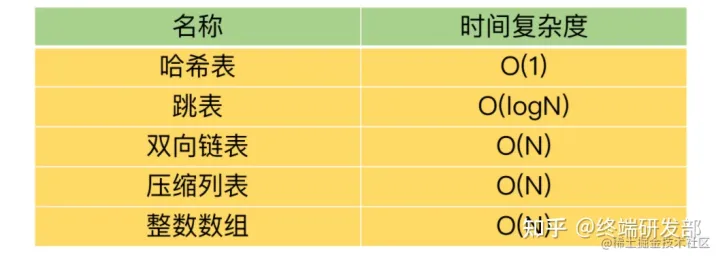 名称 时间复杂度
哈希表 O(1)
跳表 O(logN)
双向链表 O(N)
压缩列表 O(N)
整数数组 O(N)
知乎 @终端研发部
@稀土掘金技术社区